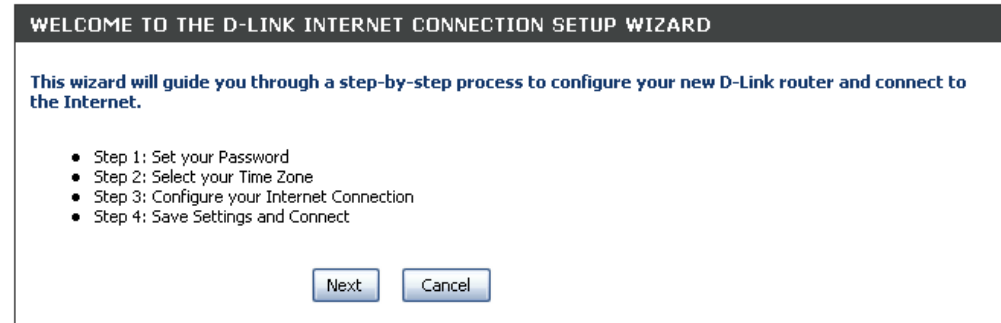 WELCOME TO THE D-LINK INTERNET CONNECTION SETUP WIZARD
This wizard will guide you through a step-by-step process to configure your new D-Link router and connect to
the Internet.
• Step 1: Set your Password
• Step 2: Select your Time Zone
• Step 3: Configure your Internet Connection
• Step 4: Save Settings and Connect
Next Cancel